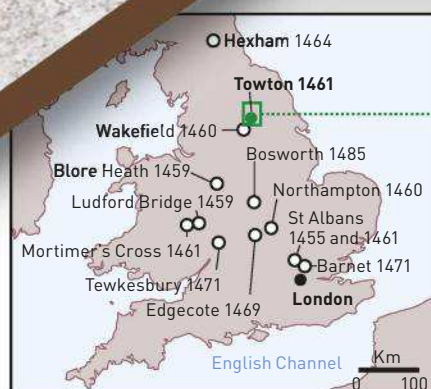 Hexham 1464
Towton 1461
Wakefield 1460
Bosworth 1485
Blore Heath 1459
Northampton 1460
Ludford Bridge 1459
St Albans
1455 and 1461
Mortimer's Cross 1461
Barnet 1471
Tewkesbury 1471
London
Edgecote 1469
English Channel
Km
0 100